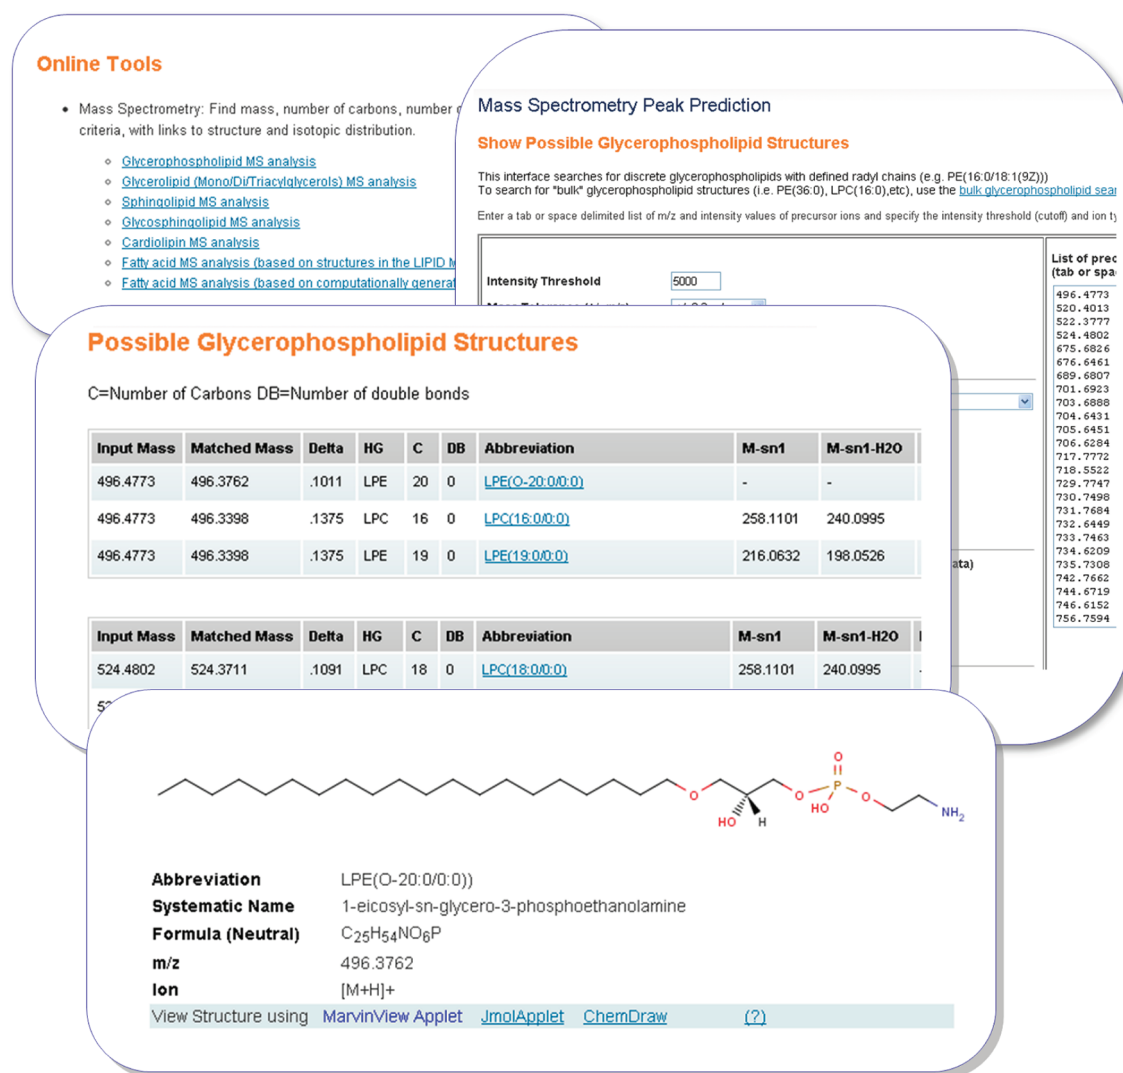 Online Tools
Mass Spectrometry: Find mass, number of carbons, number
criteria, with links to structure and isotopic distribution.
Glycerophospholipid MS analysis
Glycerolipid (Mono/Di/Triacylglycerols) MS analysis
Sphingolipid MS analysis
Glycosphingolipid MS analysis
Cardiolipin MS analysis
Fatty acid MS analysis (based on structures in the LIPID
Fatty acid MS analysis (based on computationally
Mass Spectrometry Peak Prediction
Show Possible Glycerophospholipid Structures
This interface searches for discrete glycerophospholipids with defined radyl chains (e.g. PE(16:0/18:1(9Z)))
To search for "bulk" glycerophospholipid structures (i.e. PE(36:0), LPC(16:0),etc), use the bulk glycerophospholipid
Enter a tab or space delimited list of m/z and intensity values of precursor ions and specify the intensity threshold (cutoff) and ion
Intensity Threshold 5000
List of
(tab or
496.4773
520.4013
522.3777
524.4802
675.6826
676.6461
689.6807
701.6923
703.6888
704.6431
705.6451
706.6284
717.7772
718.5522
729.7747
730.7498
731.7684
732.6449
733.7463
734.6209
735.7308
742.7662
744.6719
746.6152
756.7594
Possible Glycerophospholipid Structures
C=Number of Carbons DB=Number of double bonds
Input Mass Matched Mass Delta HG C DB Abbreviation M-sn1 M-sn1-H2O
496.4773 496.3762 .1011 LPE 20 0 LPE(O-20:0/0:0) - -
496.4773 496.3398 .1375 LPC 16 0 LPC(16:0/0:0) 258.1101 240.0995
496.4773 496.3398 .1375 LPE 19 0 LPE(19:0/0:0) 216.0632 198.0526
Input Mass Matched Mass Delta HG C DB Abbreviation M-sn1 M-sn1-H2O
524.4802 524.3711 .1091 LPC 18 0 LPC(18:0/0:0) 258.1101 240.0995
O
O O P O
HO HO H NH2
Abbreviation LPE(O-20:0/0:0))
Systematic Name 1-eicosyl-sn-glycero-3-phosphoethanolamine
Formula (Neutral) C25H54NO6P
m/z 496.3762
Ion [M+H]+
View Structure using MarvinView Applet JmolApplet ChemDraw (?)